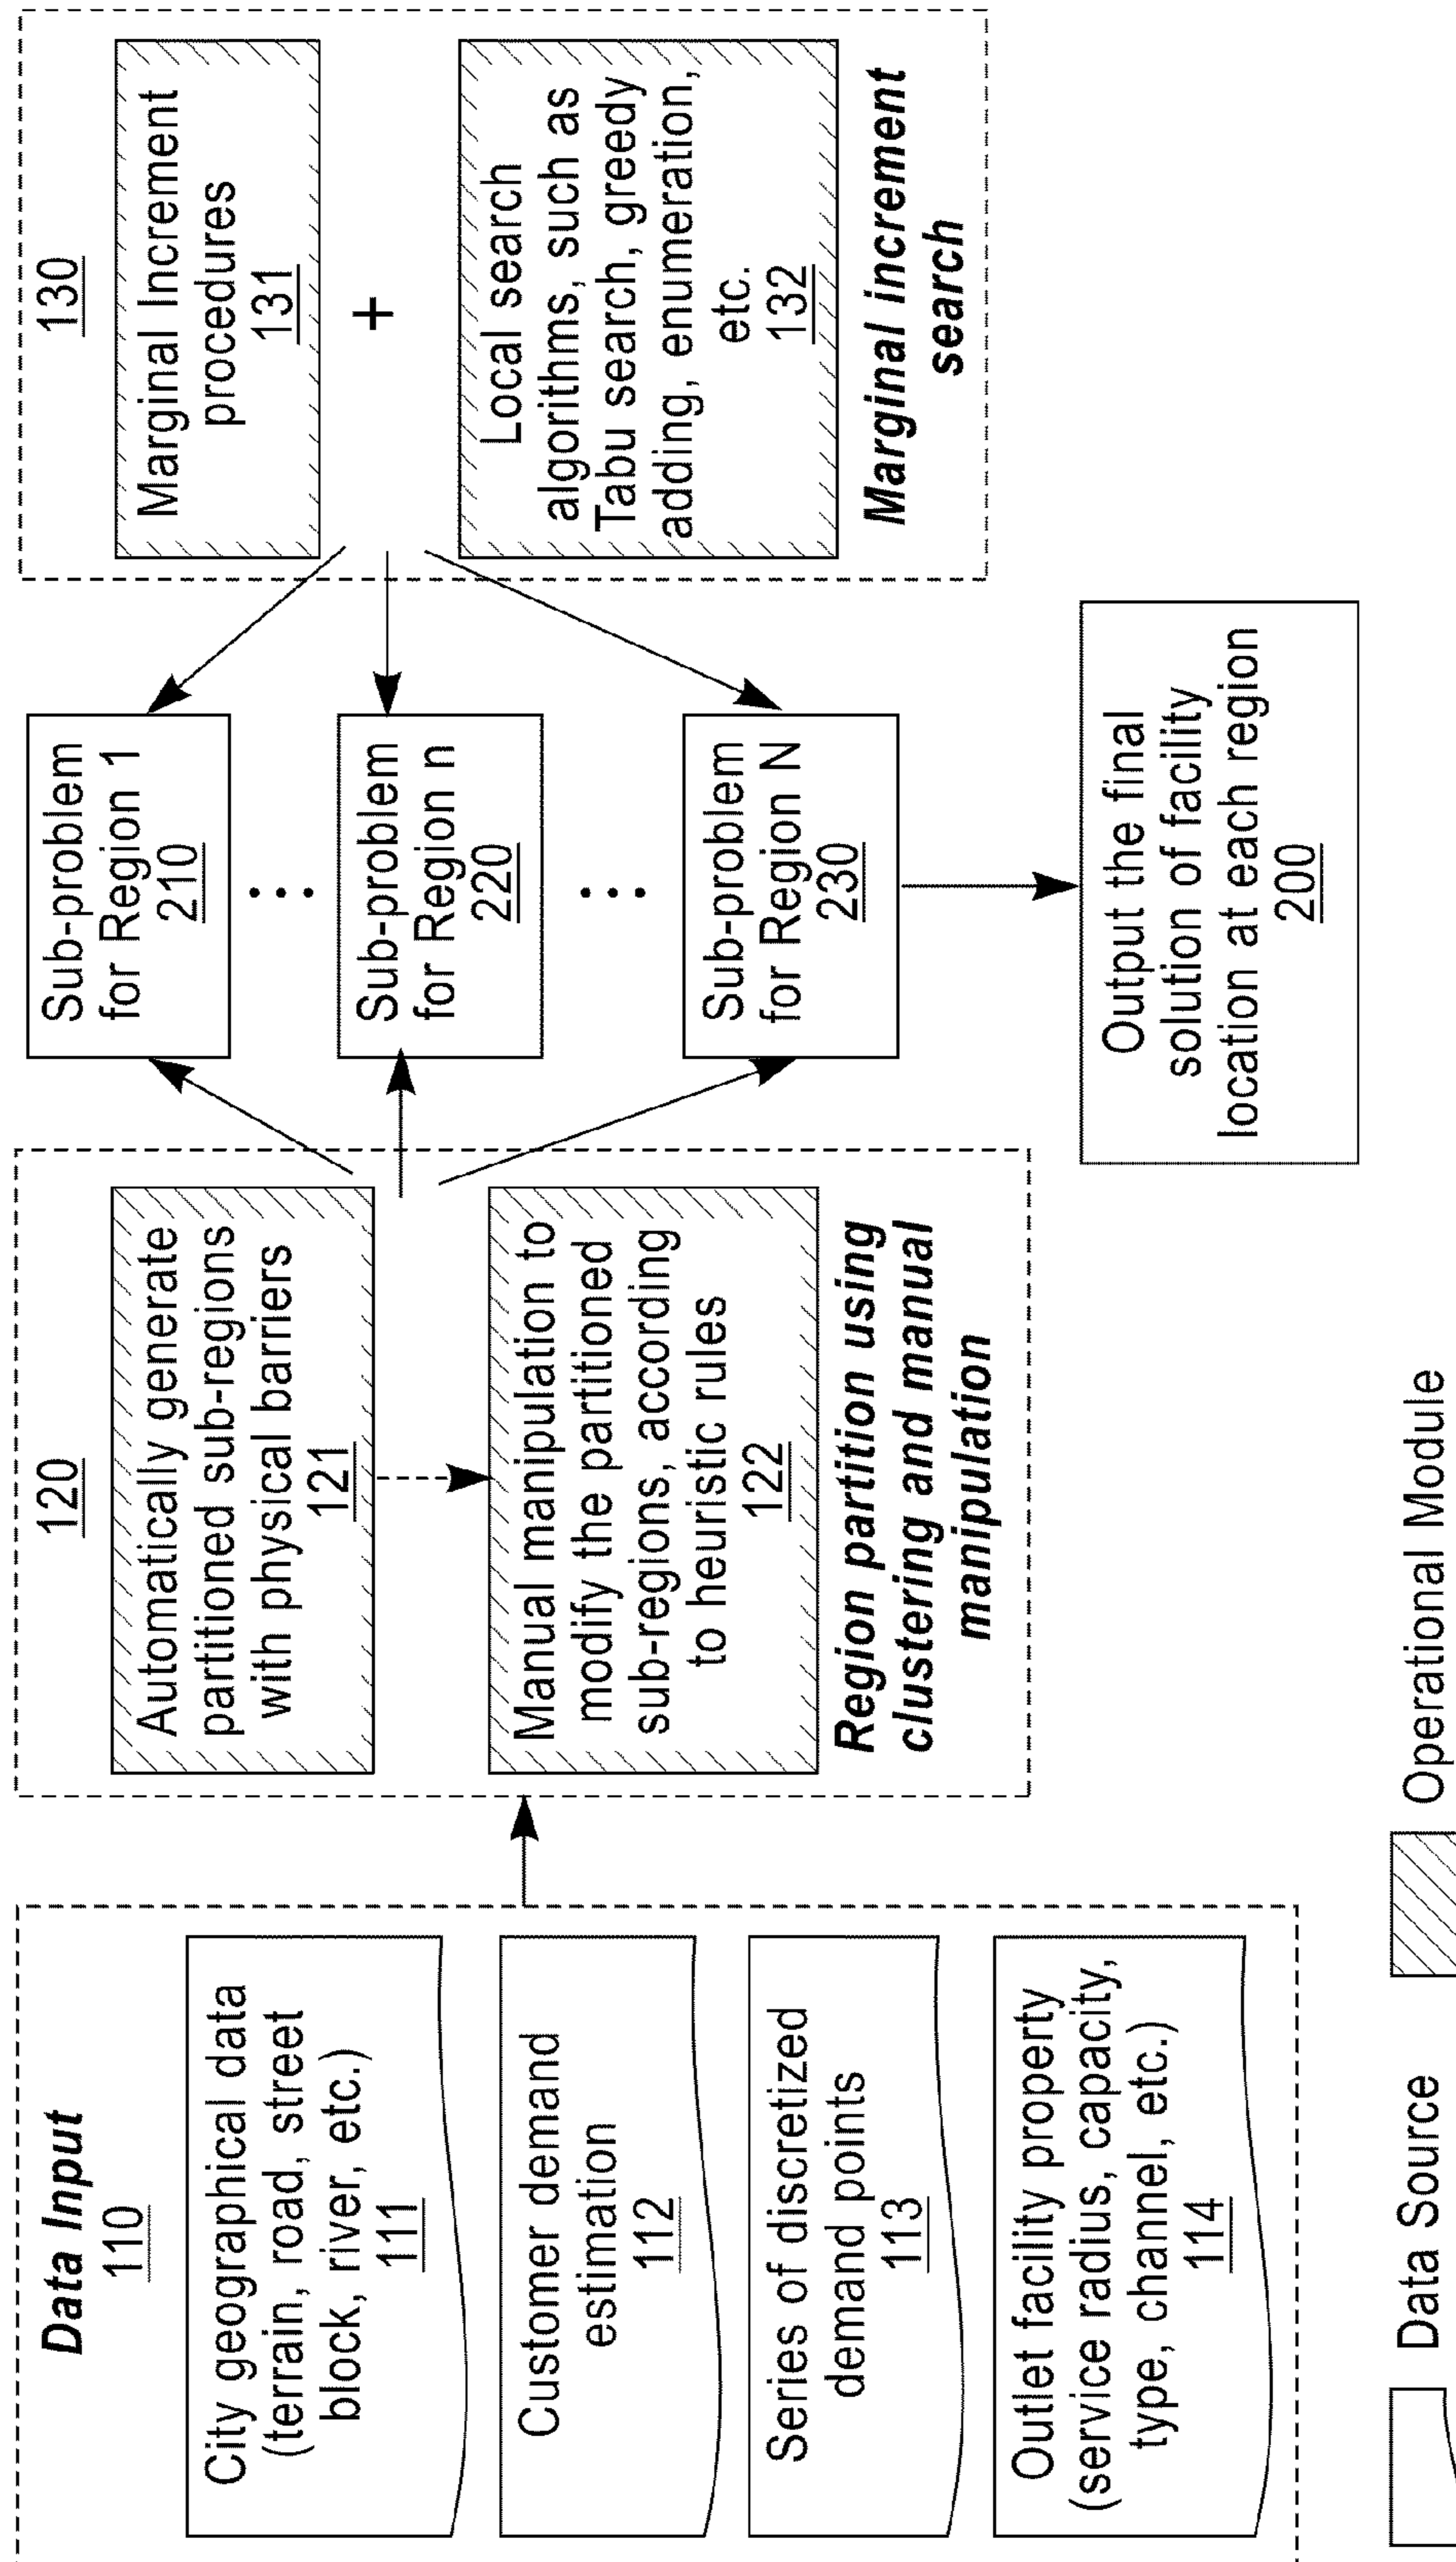 Data Input
110
City geographical data
(terrain, road, street
block, river, etc.)
111
Customer demand
estimation
112
Series of discretized
demand points
113
Outlet facility property
(service radius, capacity,
type, channel, etc.)
114
120
Automatically generate
partitioned sub-regions
with physical barriers
121
Manual manipulation to
modify the partitioned
sub-regions, according
to heuristic rules
122
Region partition using
clustering and manual
manipulation
Sub-problem
for Region 1
210
...
Sub-problem
for Region n
220
...
Sub-problem
for Region N
230
130
Marginal Increment
procedures
131
+
Local search
algorithms, such as
Tabu search, greedy
adding, enumeration,
etc.
132
Marginal increment
search
Output the final
solution of facility
location at each region
200
Data Source
Operational Module